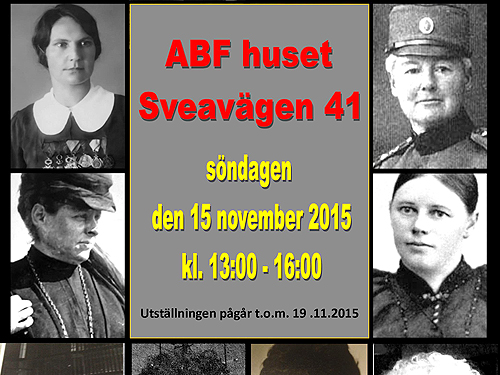 ABF huset
Sveavägen 41
söndagen
den 15 november 2015
kl. 13:00 - 16:00
Utställningen pågår t.o.m. 19 .11.2015